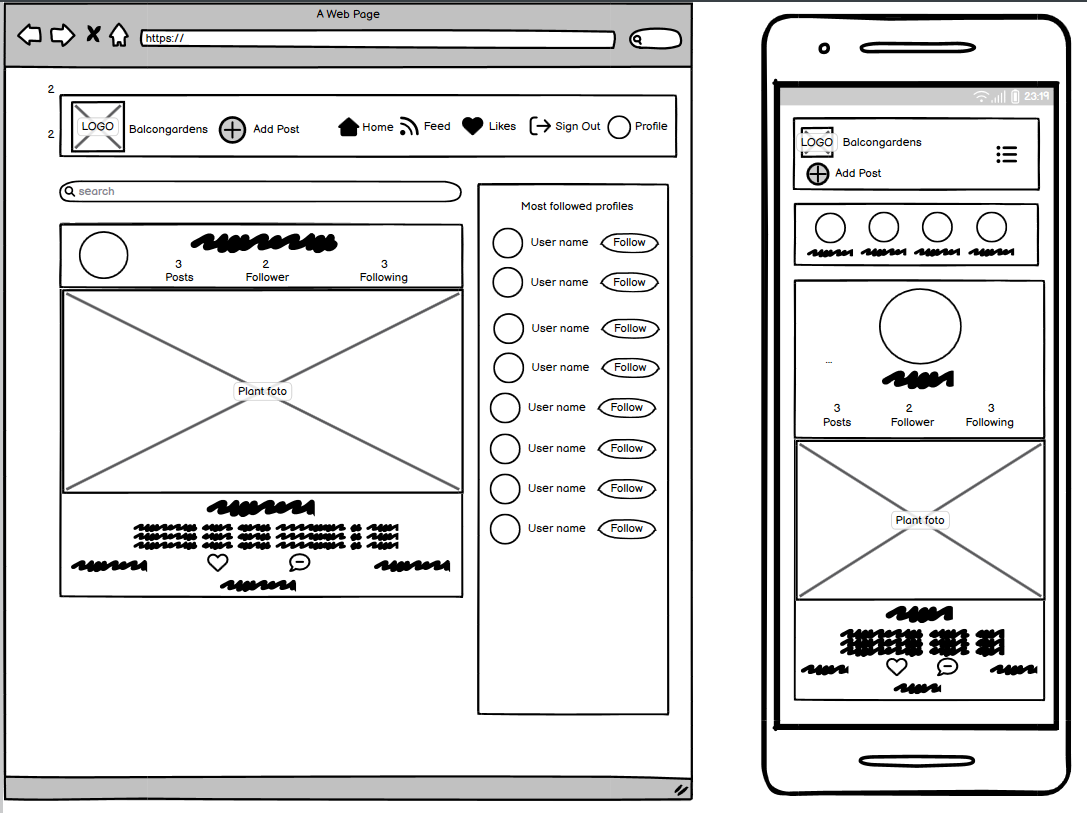 A Web Page
https://
2
2
LOGO Balcongardens Add Post Home Feed Likes Sign Out Profile
search
3 2 3
Posts Follower Following
Plant foto
Most followed profiles
User name Follow
User name Follow
User name Follow
User name Follow
User name Follow
User name Follow
User name Follow
User name Follow
23:19
LOGO Balcongardens
Add Post
...
3 2 3
Posts Follower Following
Plant foto